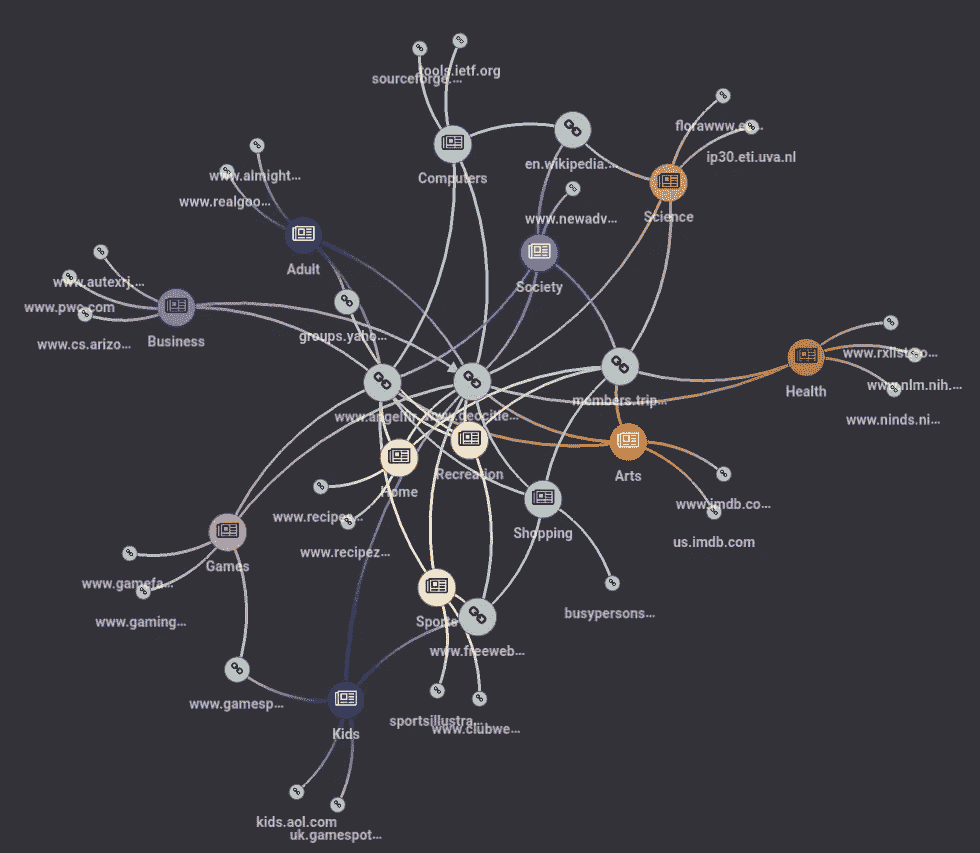 tools.ietf.org
sourceforge....
florawww.e...
en.wikipedia...
ip30.eti.uva.nl
www.almight...
Computers
www.realgoo...
www.newadv...
Science
Adult
www.autexrj....
Society
www.pwc.com
groups.yaho...
www.cs.arizo...
Business
www.rxlist.co...
www.nlm.nih....
Health
members.trip...
www.angelfir...
www.geocitie...
www.ninds.ni...
Home
Recreation
Arts
www.recipes...
www.imdb.co...
Shopping
us.imdb.com
www.recipez...
Games
www.gamefa...
busypersons...
www.gaming...
Sports
www.freeweb...
www.gamesp...
sportsillustra...
www.clubwe...
Kids
kids.aol.com
uk.gamespot...